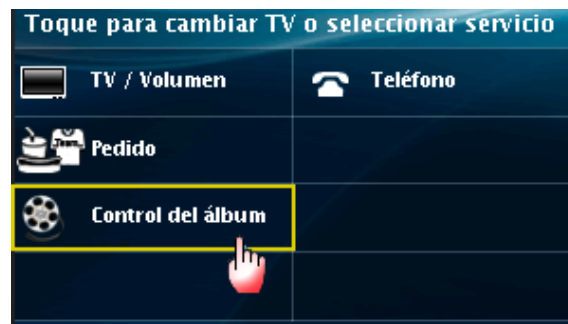 Toque para cambiar TV o seleccionar servicio
TV / Volumen
Teléfono
Pedido
Control del álbum